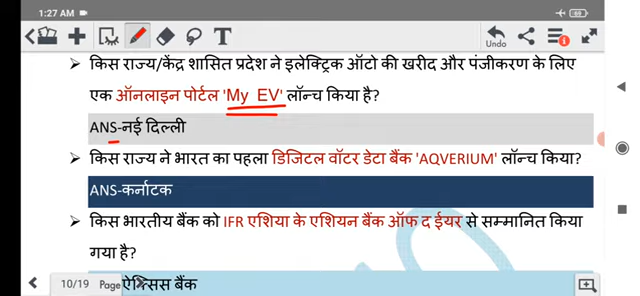 1:27 AM
69
Undo
किस राज्य/केंद्र शासित प्रदेश ने इलेक्ट्रिक ऑटो की खरीद और पंजीकरण के लिए
एक ऑनलाइन पोर्टल 'My EV' लॉन्च किया है?
ANS-नई दिल्ली
किस राज्य ने भारत का पहला डिजिटल वॉटर डेटा बैंक 'AQVERIUM' लॉन्च किया?
ANS-कर्नाटक
किस भारतीय बैंक को IFR एशिया के एशियन बैंक ऑफ द ईयर से सम्मानित किया
गया है?
ऐक्सिस बैंक
10/19 Page